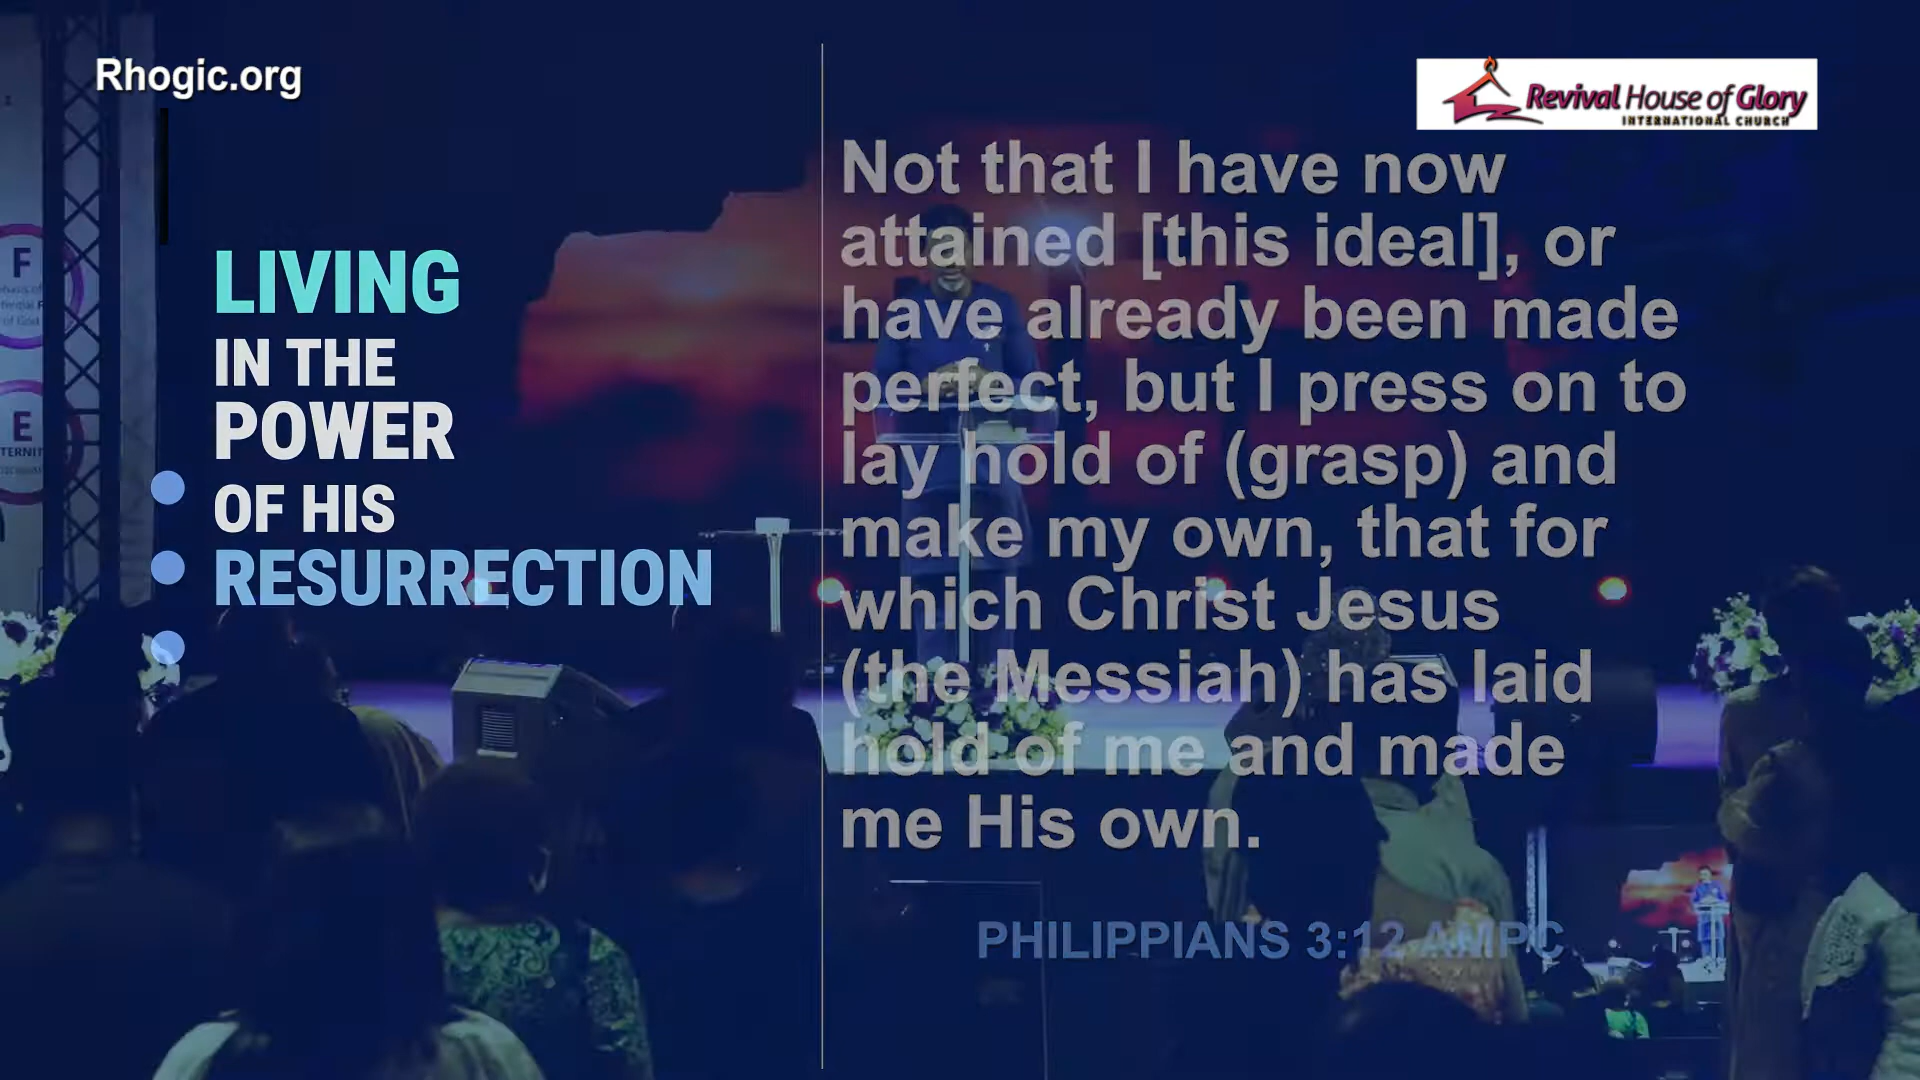 Rhogic.org
Revival House of Glory
INTERNATIONAL CHURCH
LIVING
IN THE
POWER
OF HIS
RESURRECTION
Not that I have now
attained [this ideal], or
have already been made
perfect, but I press on to
lay hold of (grasp) and
make my own, that for
which Christ Jesus
(the Messiah) has laid
hold of me and made
me His own.
PHILIPPIANS 3:12 AMPC
F
of God
E